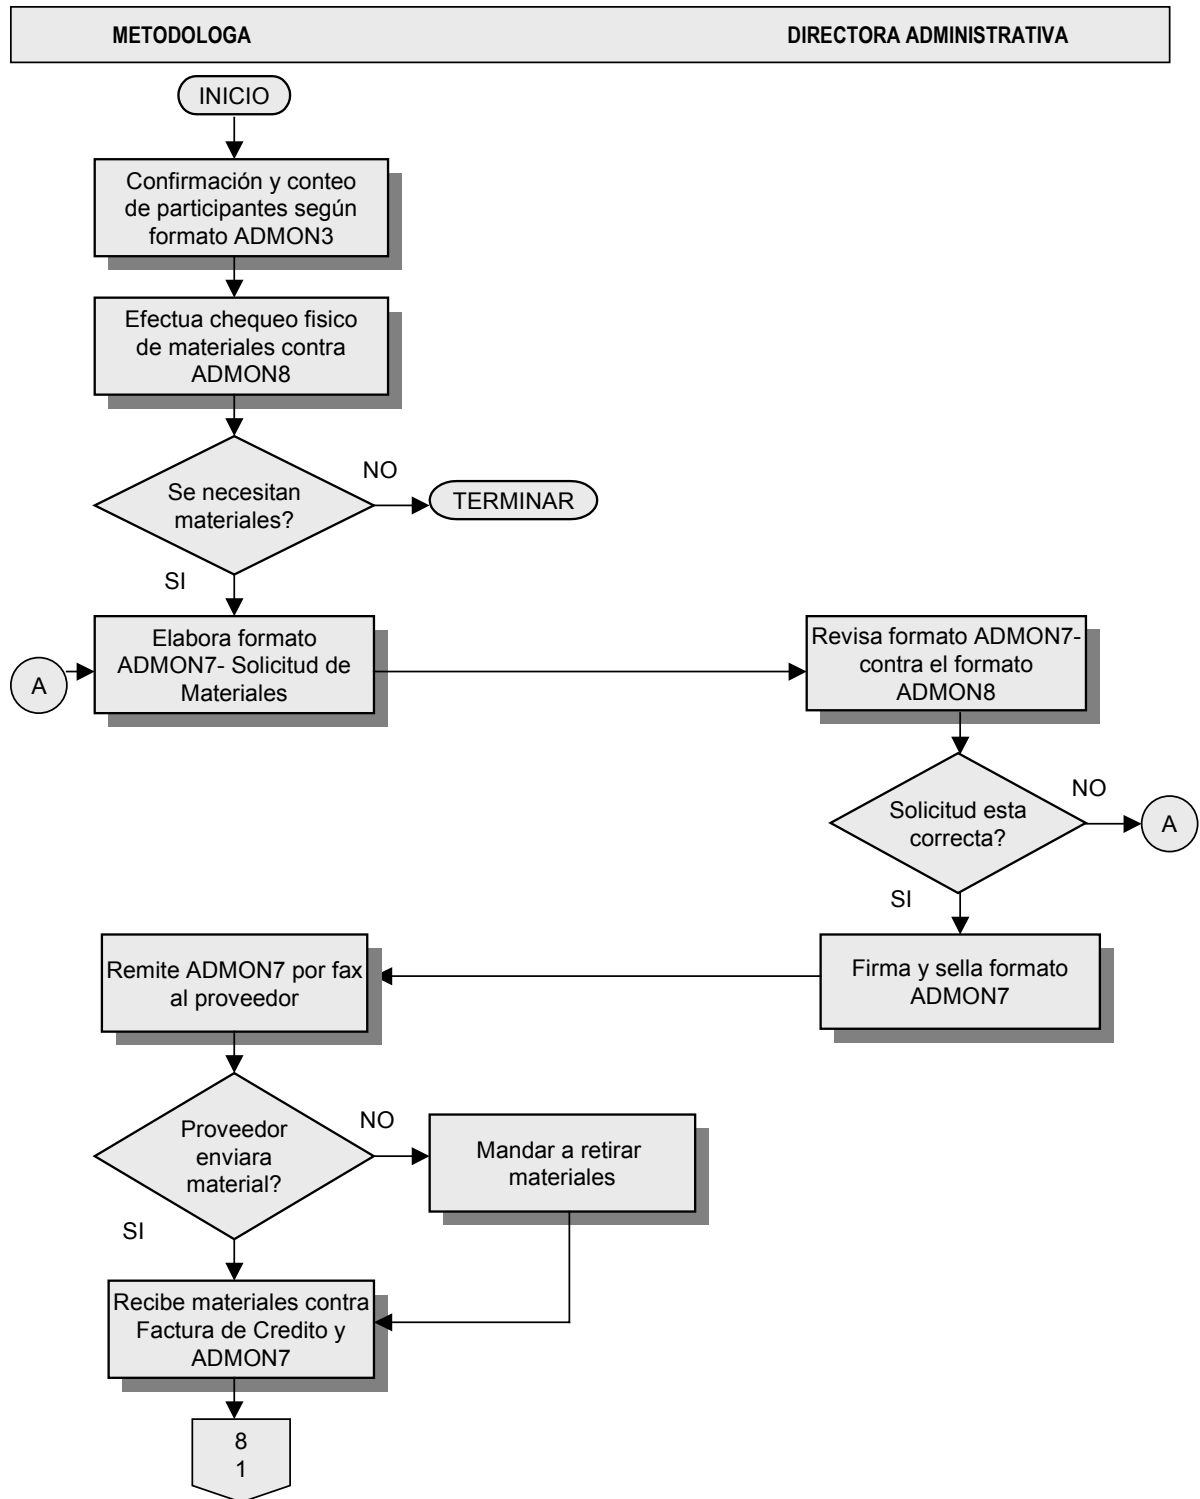 METODOLOGA
DIRECTORA ADMINISTRATIVA
INICIO
Confirmación y conteo
de participantes según
formato ADMON3
Efectua chequeo fisico
de materiales contra
ADMON8
Se necesitan
materiales?
NO
TERMINAR
SI
A
Elabora formato
ADMON7- Solicitud de
Materiales
Revisa formato ADMON7-
contra el formato
ADMON8
Solicitud esta
correcta?
NO
A
SI
Firma y sella formato
ADMON7
Remite ADMON7 por fax
al proveedor
Proveedor
enviara
material?
NO
Mandar a retirar
materiales
SI
Recibe materiales contra
Factura de Credito y
ADMON7
8
1